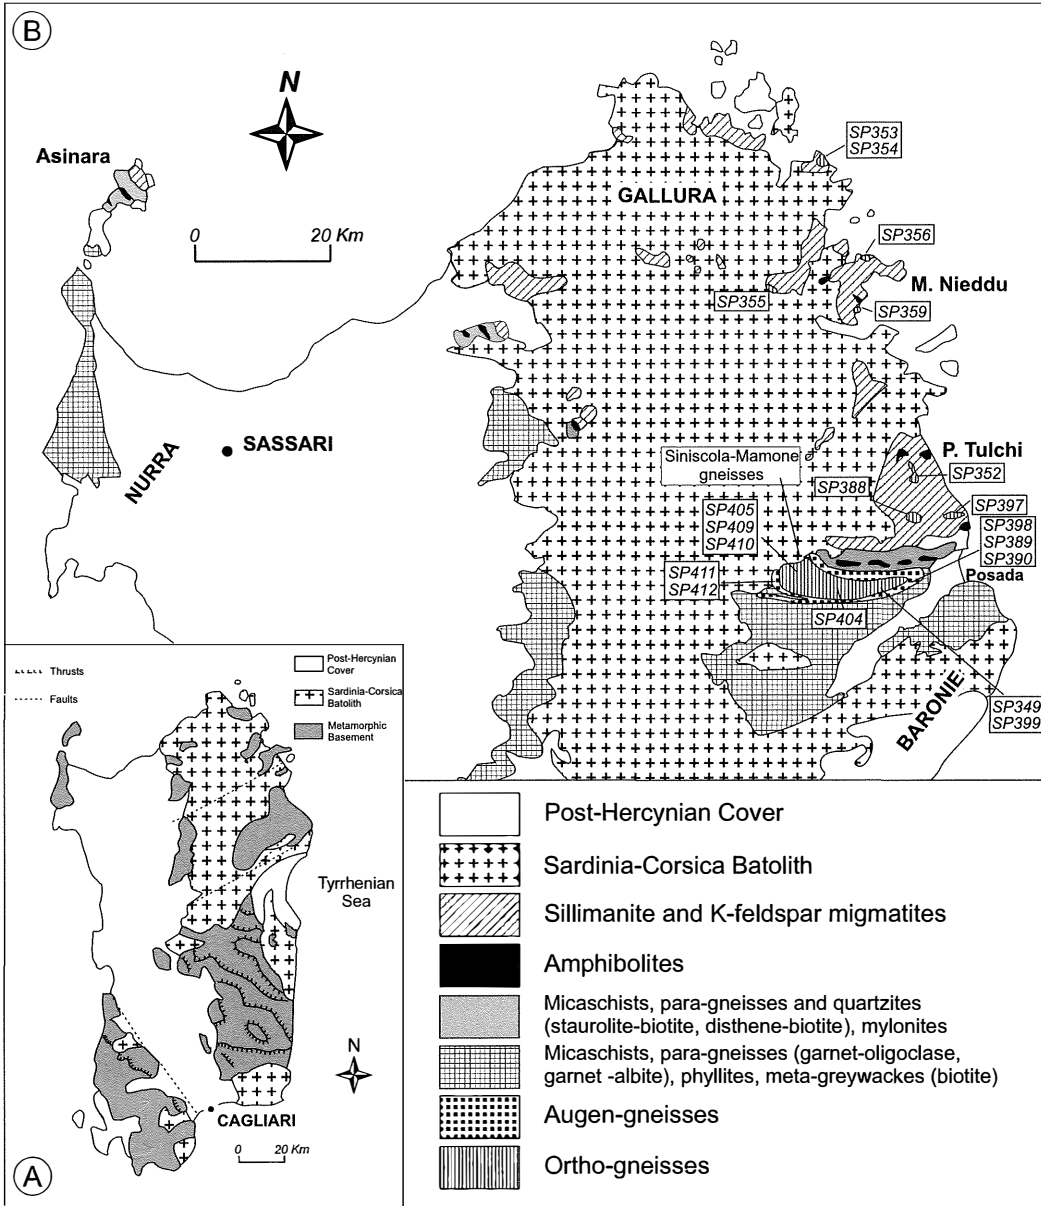 B
N
Asinara
0
20 Km
GALLURA
SP353
SP354
SP356
M. Nieddu
SP355
SP359
SASSARI
NURRA
Siniscola-Mamone
gneisses
P. Tulchi
SP352
SP388
SP397
SP405
SP409
SP410
SP398
SP389
SP390
SP411
SP412
Posada
SP404
BARONIE
SP349
SP399
Thrusts
Faults
Post-Hercynian
Cover
Sardinia-Corsica
Batolith
Metamorphic
Basement
Tyrrhenian
Sea
N
CAGLIARI
0
20 Km
A
Post-Hercynian Cover
Sardinia-Corsica Batolith
Sillimanite and K-feldspar migmatites
Amphibolites
Micaschists, para-gneisses and quartzites
(staurolite-biotite, disthene-biotite), mylonites
Micaschists, para-gneisses (garnet-oligoclase,
garnet -albite), phyllites, meta-greywackes (biotite)
Augen-gneisses
Ortho-gneisses